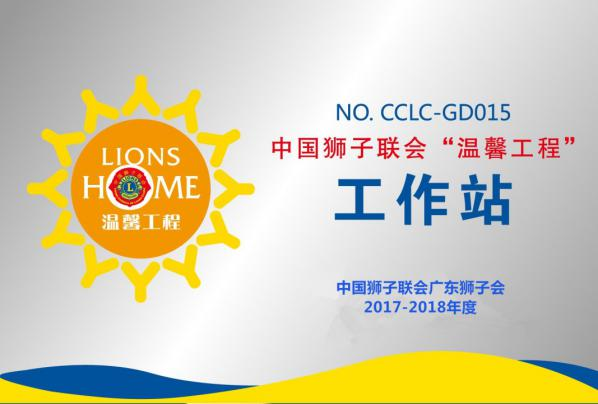 LIONS
HOME
温馨工程
NO. CCLC-GD015
中国狮子联会“温馨工程”
工作站
中国狮子联会广东狮子会
2017-2018年度